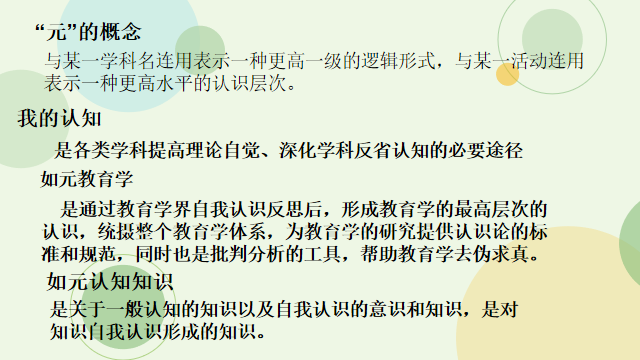 “元”的概念
与某一学科名连用表示一种更高一级的逻辑形式，与某一活动连用
表示一种更高水平的认识层次。
我的认知
是各类学科提高理论自觉、深化学科反省认知的必要途径
如元教育学
是通过教育学界自我认识反思后，形成教育学的最高层次的
认识，统摄整个教育学体系，为教育学的研究提供认识论的标
准和规范，同时也是批判分析的工具，帮助教育学去伪求真。
如元认知知识
是关于一般认知的知识以及自我认识的意识和知识，是对
知识自我认识形成的知识。